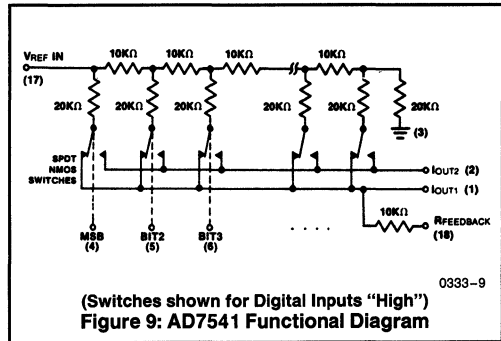 VREF IN
(17)
10KΩ 10KΩ 10KΩ 10KΩ
20KΩ 20KΩ 20KΩ 20KΩ 20KΩ 20KΩ
(3)
SPDT
NMOS
SWITCHES
IOUT2 (2)
IOUT1 (1)
10KΩ
RFEEDBACK
(18)
MSB
(4)
BIT2
(5)
BIT3
(6)
0333–9
(Switches shown for Digital Inputs “High”)
Figure 9: AD7541 Functional Diagram